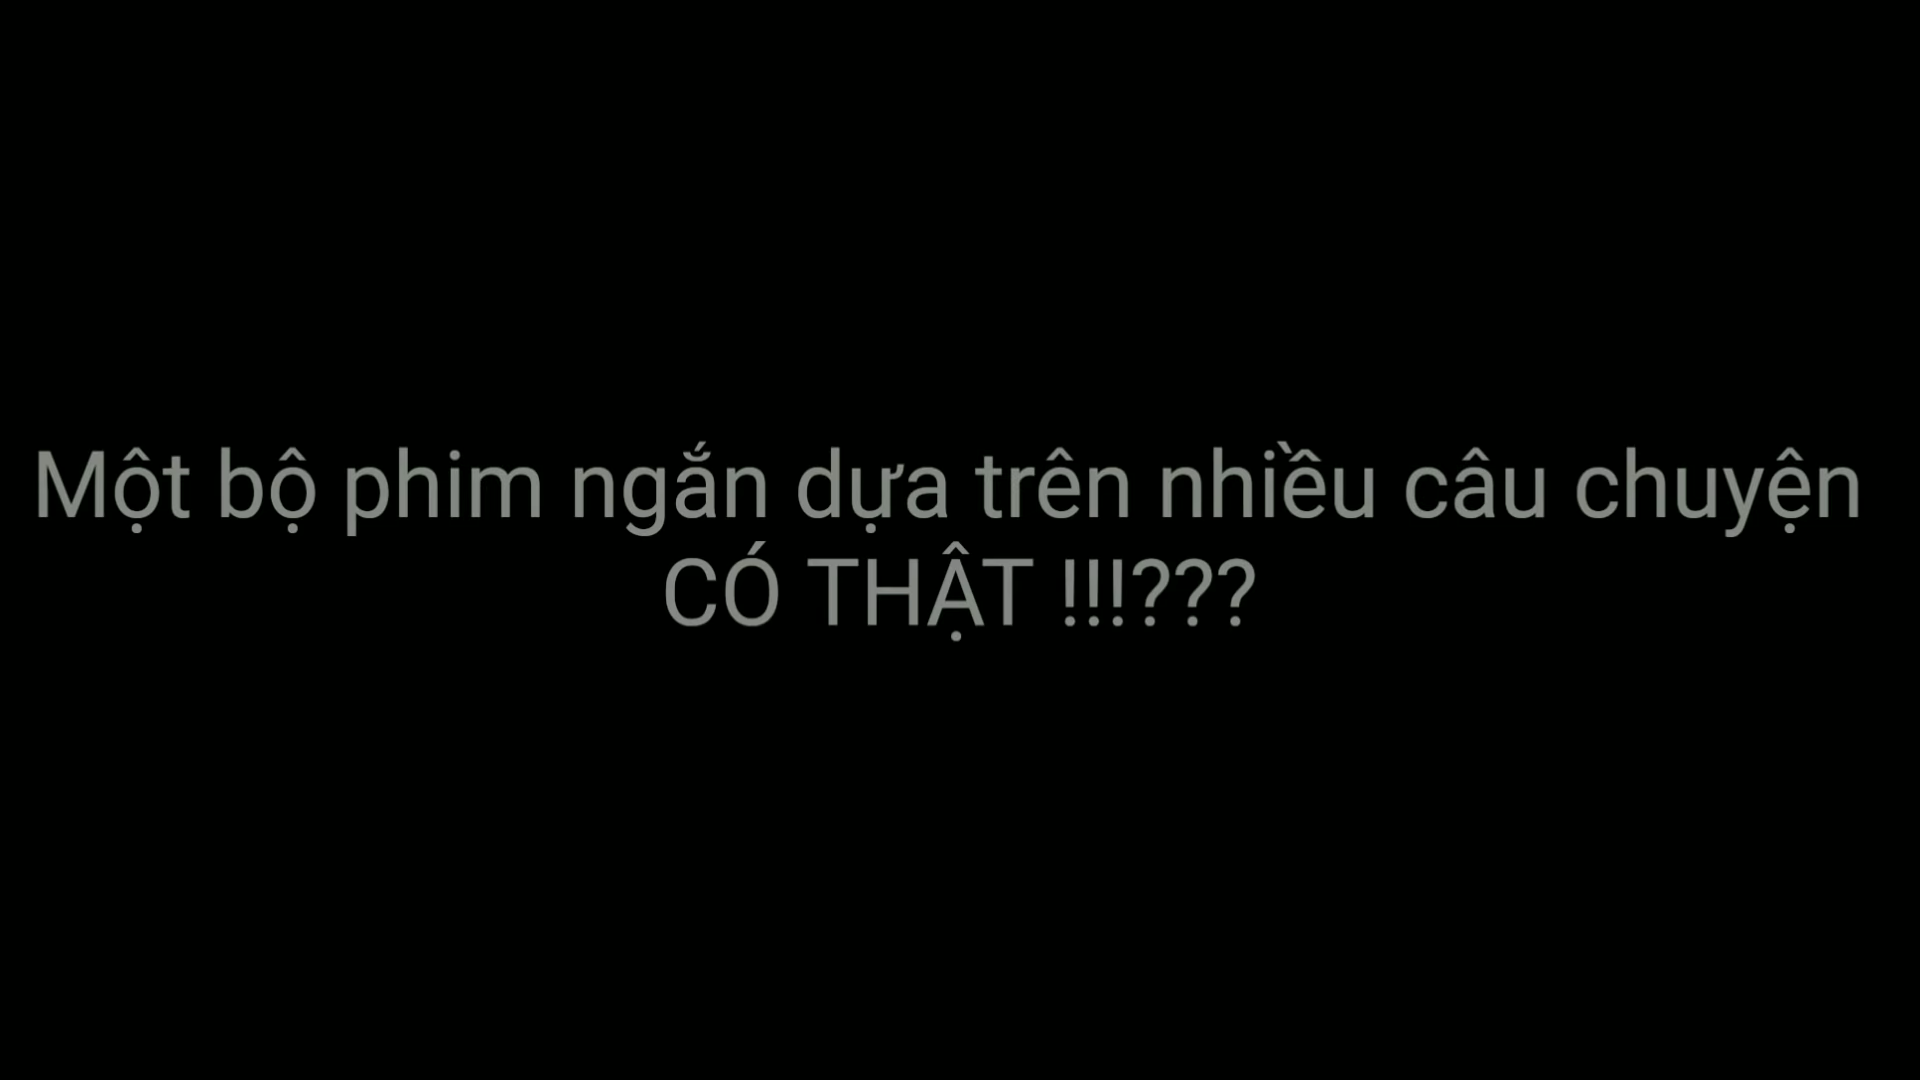 Một bộ phim ngắn dựa trên nhiều câu chuyện
CÓ THẬT !!!???